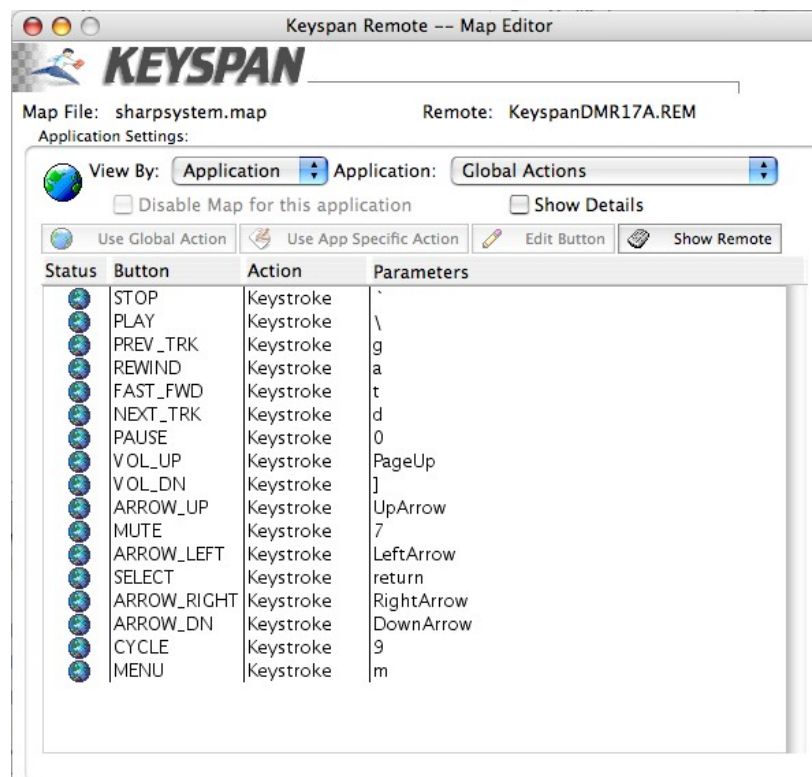 Keyspan Remote -- Map Editor
KEYSPAN
Map File: sharpsystem.map Remote: KeyspanDMR17A.REM
Application Settings:
View By: Application Application: Global Actions
Disable Map for this application Show Details
Use Global Action Use App Specific Action Edit Button Show Remote
Status Button Action Parameters
STOP Keystroke `
PLAY Keystroke \
PREV_TRK Keystroke g
REWIND Keystroke a
FAST_FWD Keystroke t
NEXT_TRK Keystroke d
PAUSE Keystroke 0
VOL_UP Keystroke PageUp
VOL_DN Keystroke ]
ARROW_UP Keystroke UpArrow
MUTE Keystroke 7
ARROW_LEFT Keystroke LeftArrow
SELECT Keystroke return
ARROW_RIGHT Keystroke RightArrow
ARROW_DN Keystroke DownArrow
CYCLE Keystroke 9
MENU Keystroke m